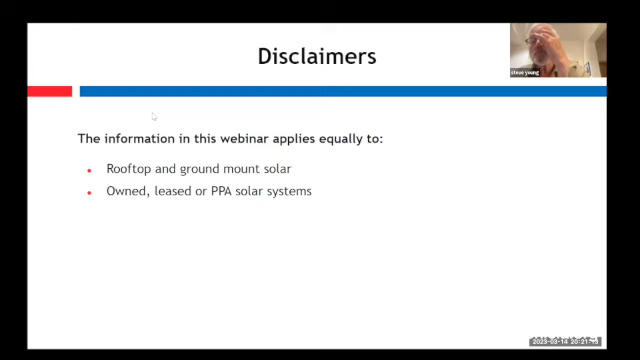 Disclaimers
steve young
The information in this webinar applies equally to:
Rooftop and ground mount solar
Owned, leased or PPA solar systems